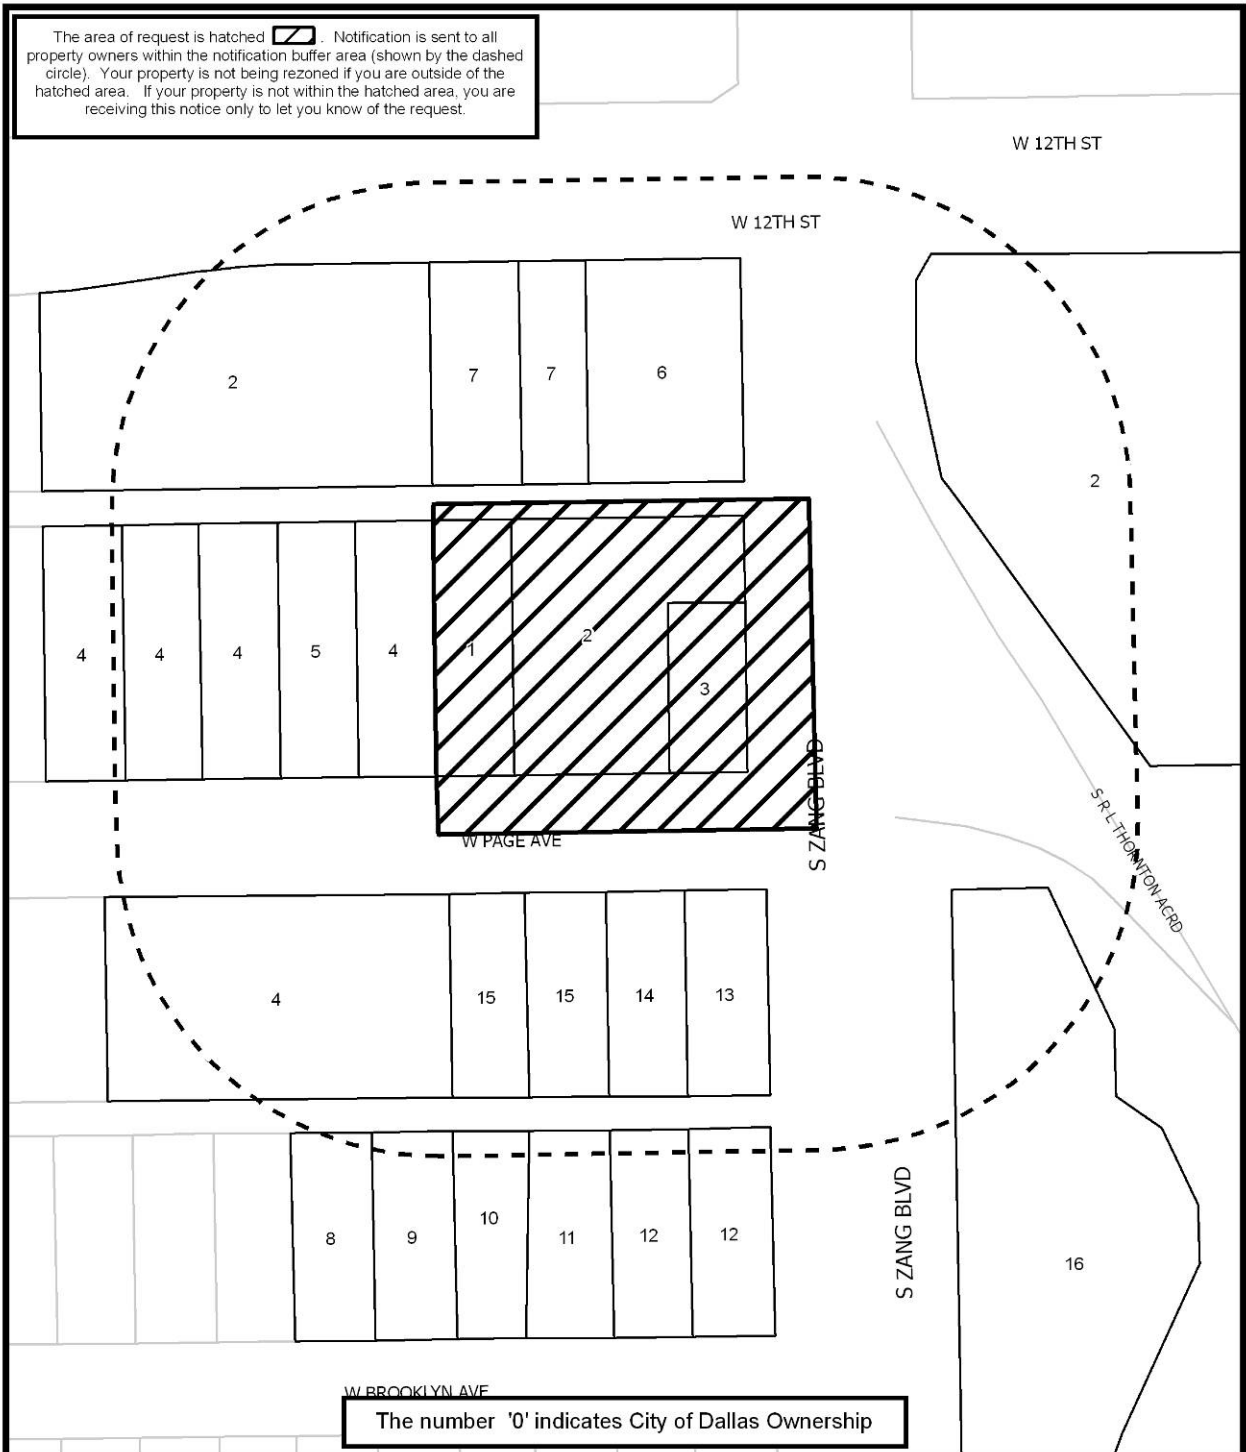 The area of request is hatched . Notification is sent to all
property owners within the notification buffer area (shown by the dashed
circle). Your property is not being rezoned if you are outside of the
hatched area. If your property is not within the hatched area, you are
receiving this notice only to let you know of the request.
W 12TH ST
W 12TH ST
2
7
7
6
2
4
4
4
5
4
1
2
3
S ZANG BLVD
W PAGE AVE
S R L THORNTON ACRD
4
15
15
14
13
8
9
10
11
12
12
S ZANG BLVD
16
W BROOKLYN AVE
The number '0' indicates City of Dallas Ownership